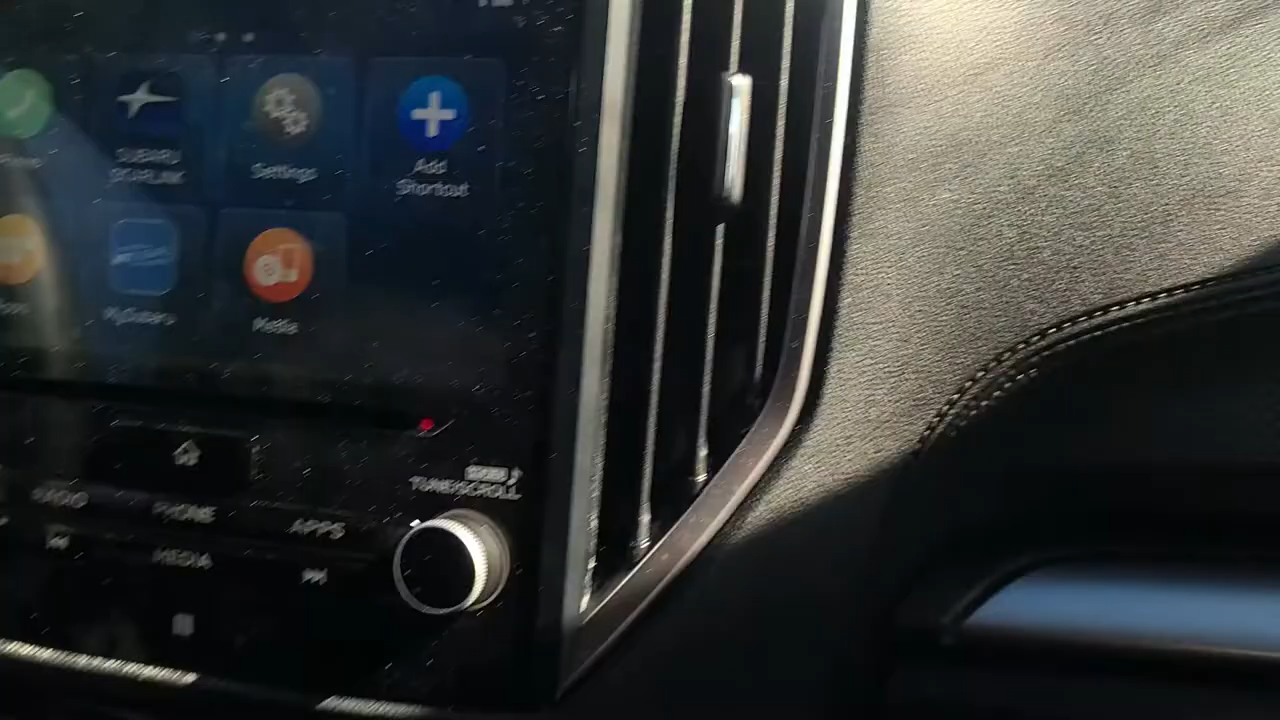 SUBARU
STARLINK
Settings
Add
Shortcut
MySubaru
Media
TUNE/SCROLL
RADIO
PHONE
APPS
MEDIA